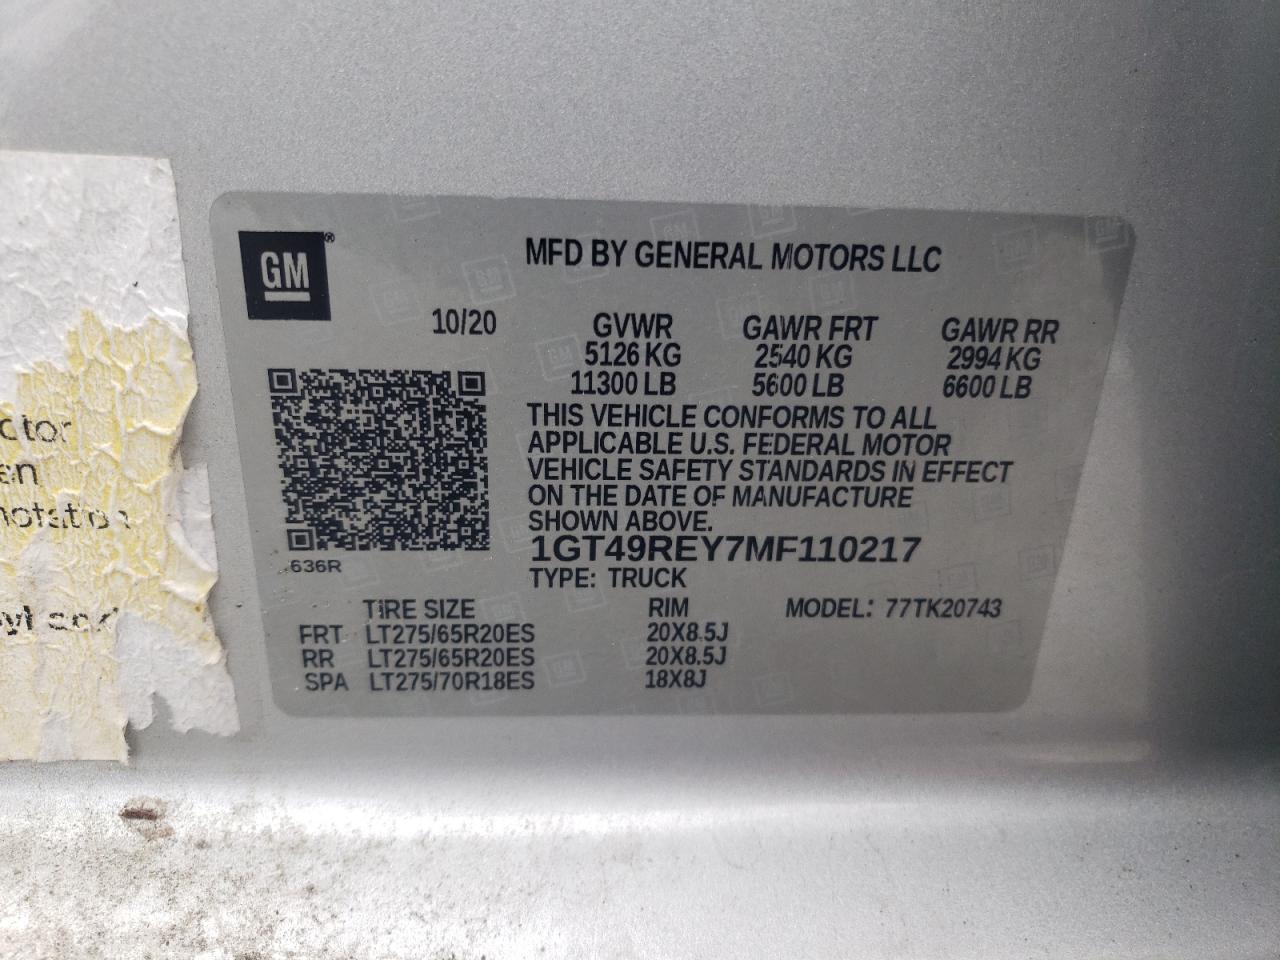 GM®
MFD BY GENERAL MOTORS LLC
10/20
GVWR GAWR FRT GAWR RR
5126 KG 2540 KG 2994 KG
11300 LB 5600 LB 6600 LB
THIS VEHICLE CONFORMS TO ALL
APPLICABLE U.S. FEDERAL MOTOR
VEHICLE SAFETY STANDARDS IN EFFECT
ON THE DATE OF MANUFACTURE
SHOWN ABOVE.
1GT49REY7MF110217
636R
TYPE: TRUCK
TIRE SIZE RIM MODEL: 77TK20743
FRT LT275/65R20ES 20X8.5J
RR LT275/65R20ES 20X8.5J
SPA LT275/70R18ES 18X8J